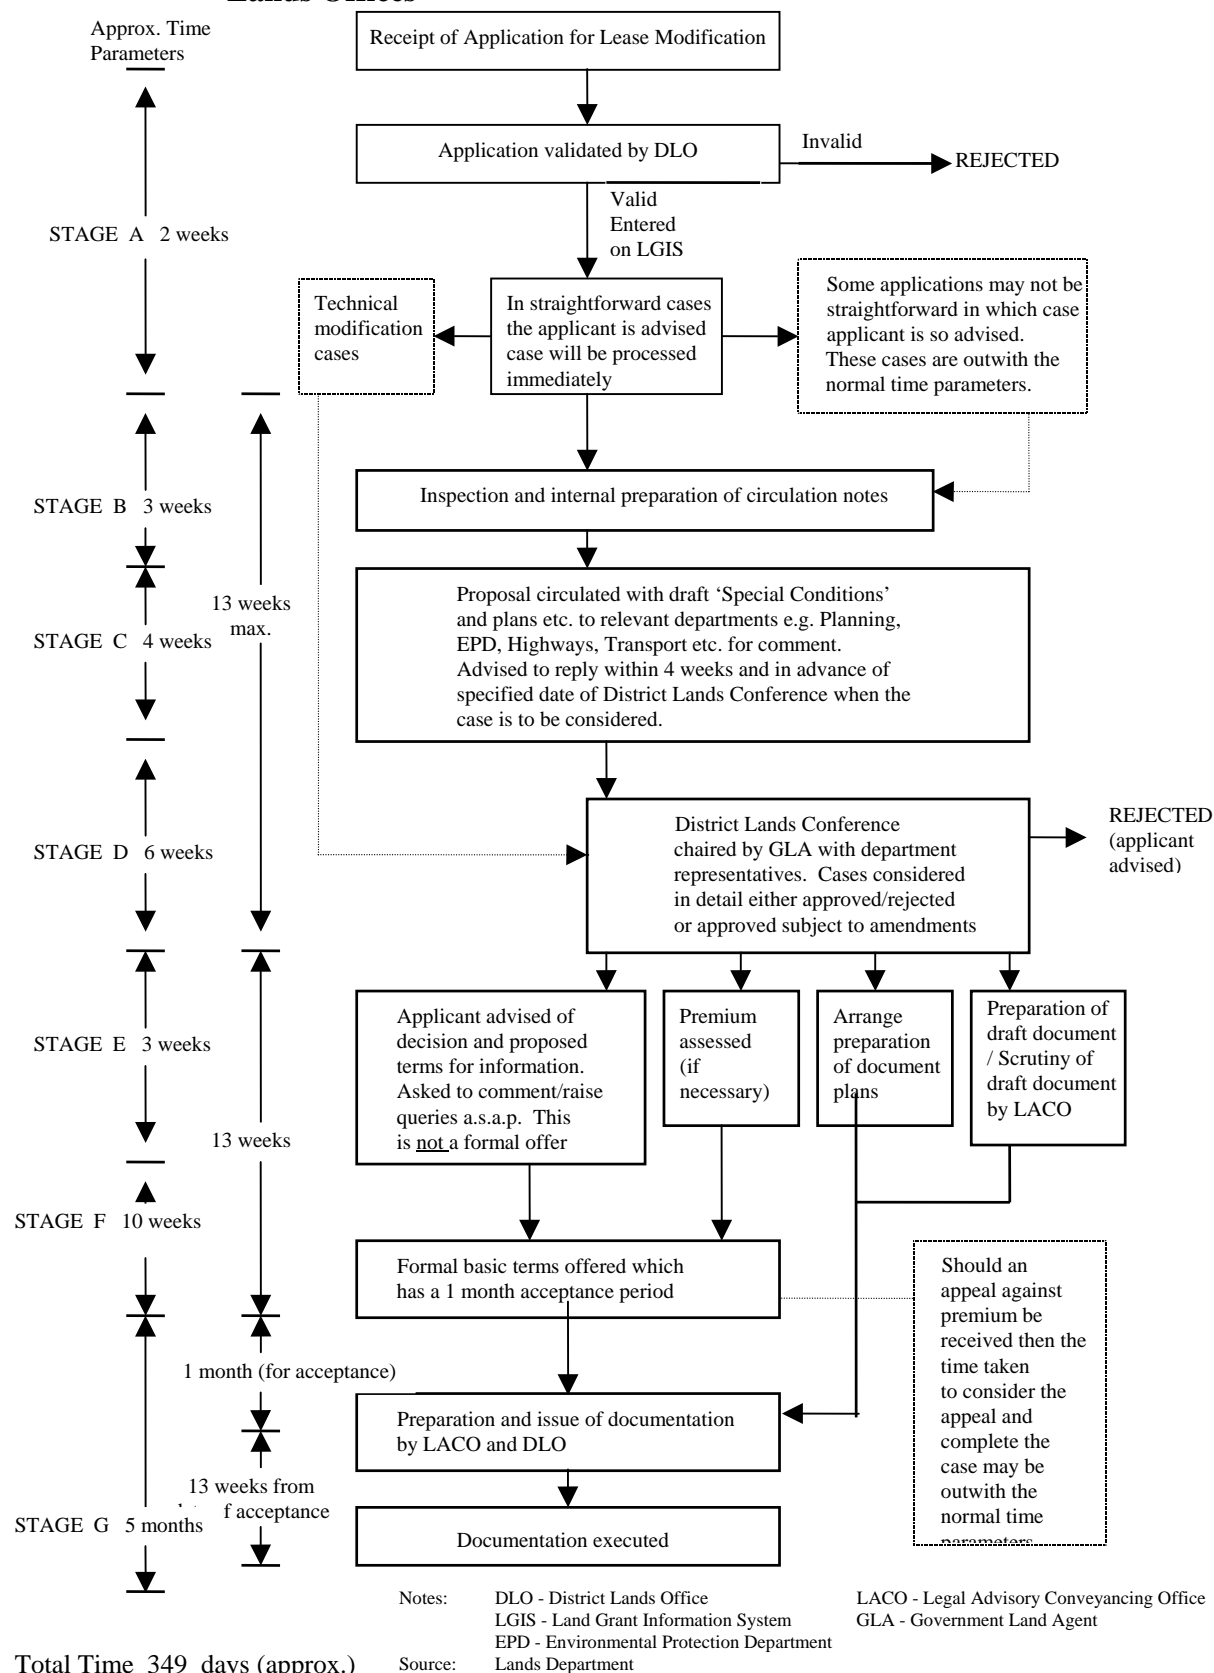 Lands Offices
Approx. Time
Parameters
Receipt of Application for Lease Modification
Application validated by DLO
Invalid
REJECTED
Valid
Entered
on LGIS
STAGE A 2 weeks
Technical
modification
cases
In straightforward cases
the applicant is advised
case will be processed
immediately
Some applications may not be
straightforward in which case
applicant is so advised.
These cases are outwith the
normal time parameters.
STAGE B 3 weeks
Inspection and internal preparation of circulation notes
13 weeks
max.
STAGE C 4 weeks
Proposal circulated with draft ‘Special Conditions’
and plans etc. to relevant departments e.g. Planning,
EPD, Highways, Transport etc. for comment.
Advised to reply within 4 weeks and in advance of
specified date of District Lands Conference when the
case is to be considered.
STAGE D 6 weeks
District Lands Conference
chaired by GLA with department
representatives. Cases considered
in detail either approved/rejected
or approved subject to amendments
REJECTED
(applicant
advised)
STAGE E 3 weeks
13 weeks
Applicant advised of
decision and proposed
terms for information.
Asked to comment/raise
queries a.s.a.p. This
is not a formal offer
Premium
assessed
(if
necessary)
Arrange
preparation
of document
plans
Preparation of
draft document
/ Scrutiny of
draft document
by LACO
STAGE F 10 weeks
Formal basic terms offered which
has a 1 month acceptance period
Should an
appeal against
premium be
received then the
time taken
to consider the
appeal and
complete the
case may be
outwith the
normal time
parameters
1 month (for acceptance)
Preparation and issue of documentation
by LACO and DLO
13 weeks from
f acceptance
STAGE G 5 months
Documentation executed
Notes: DLO - District Lands Office LACO - Legal Advisory Conveyancing Office
LGIS - Land Grant Information System GLA - Government Land Agent
EPD - Environmental Protection Department
Total Time 349 days (approx.)
Source: Lands Department